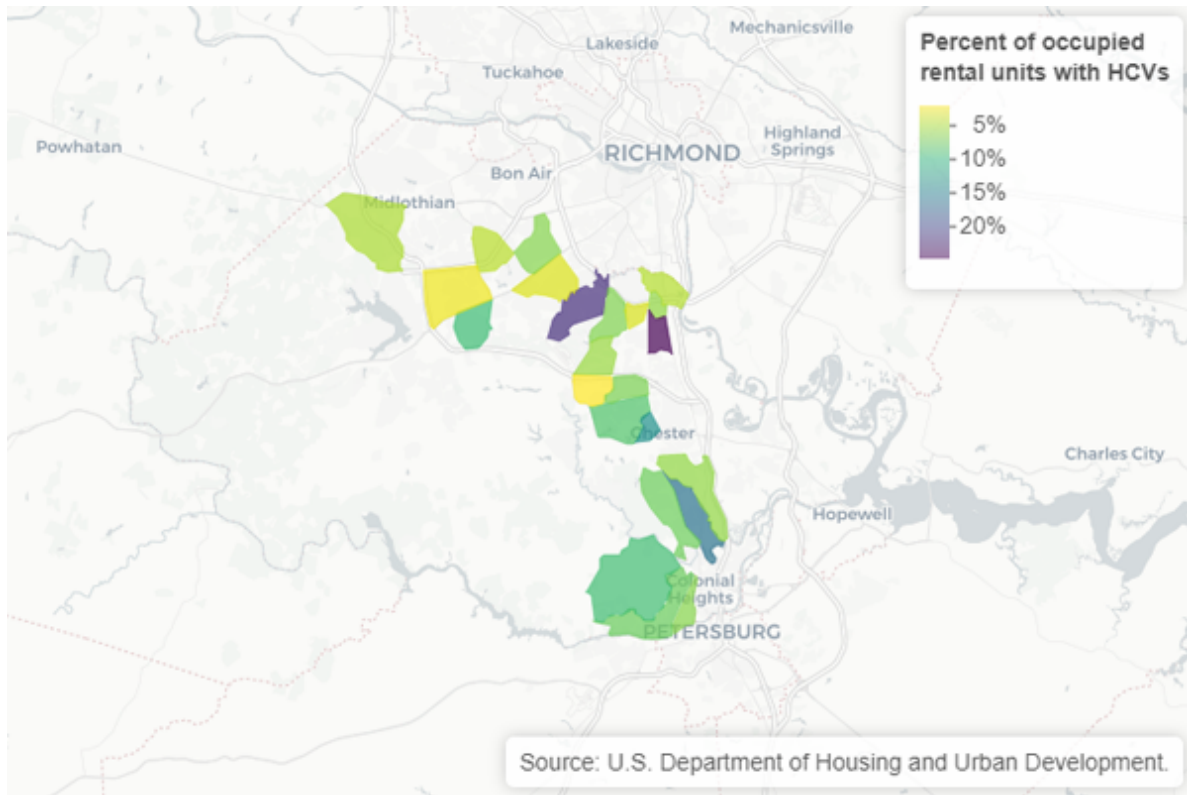 Mechanicsville
Lakeside
Tuckahoe
Powhatan
RICHMOND
Highland
Springs
Bon Air
Midlothian
Chester
Charles City
Hopewell
Colonial
Heights
PETERSBURG
Percent of occupied
rental units with HCVs
5%
10%
15%
20%
Source: U.S. Department of Housing and Urban Development.